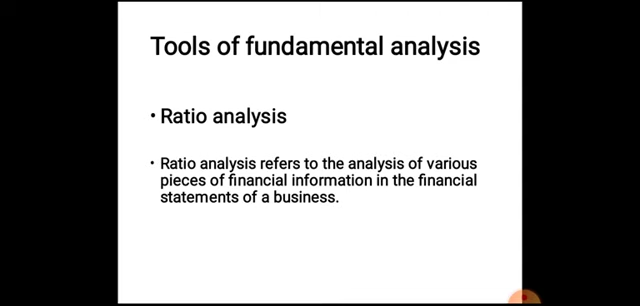 Tools of fundamental analysis
• Ratio analysis
• Ratio analysis refers to the analysis of various
pieces of financial information in the financial
statements of a business.